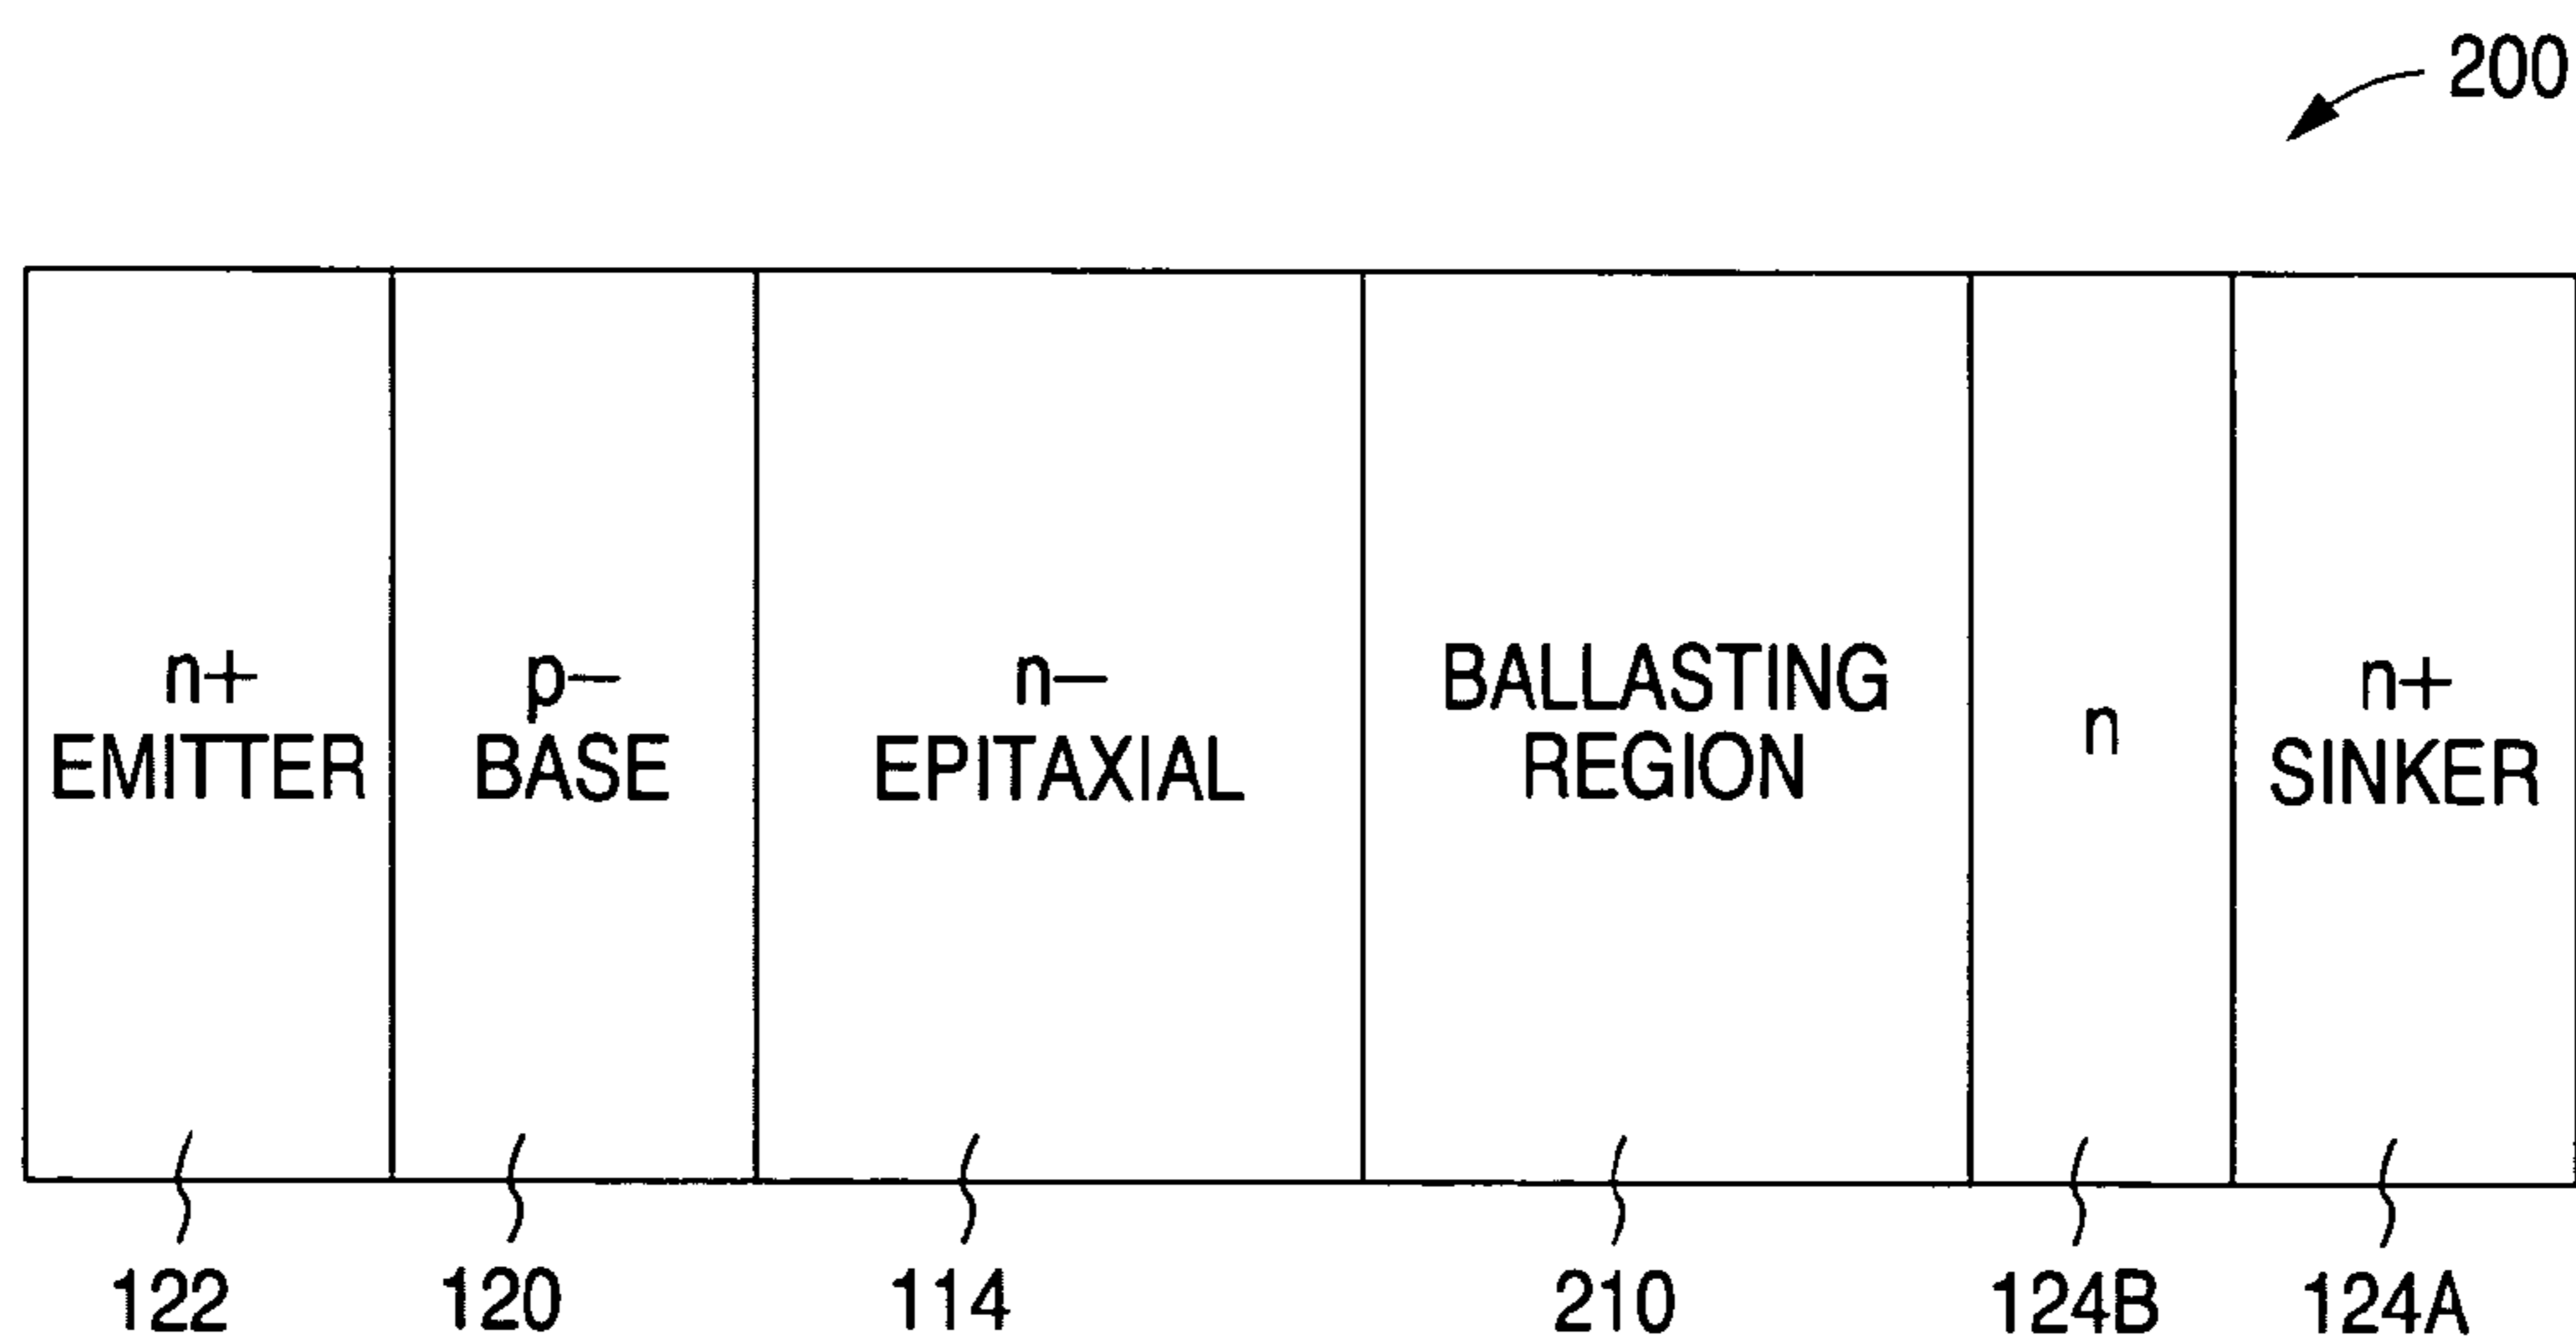 200
n+
EMITTER
p−
BASE
n−
EPITAXIAL
BALLASTING
REGION
n
n+
SINKER
122
120
114
210
124B
124A